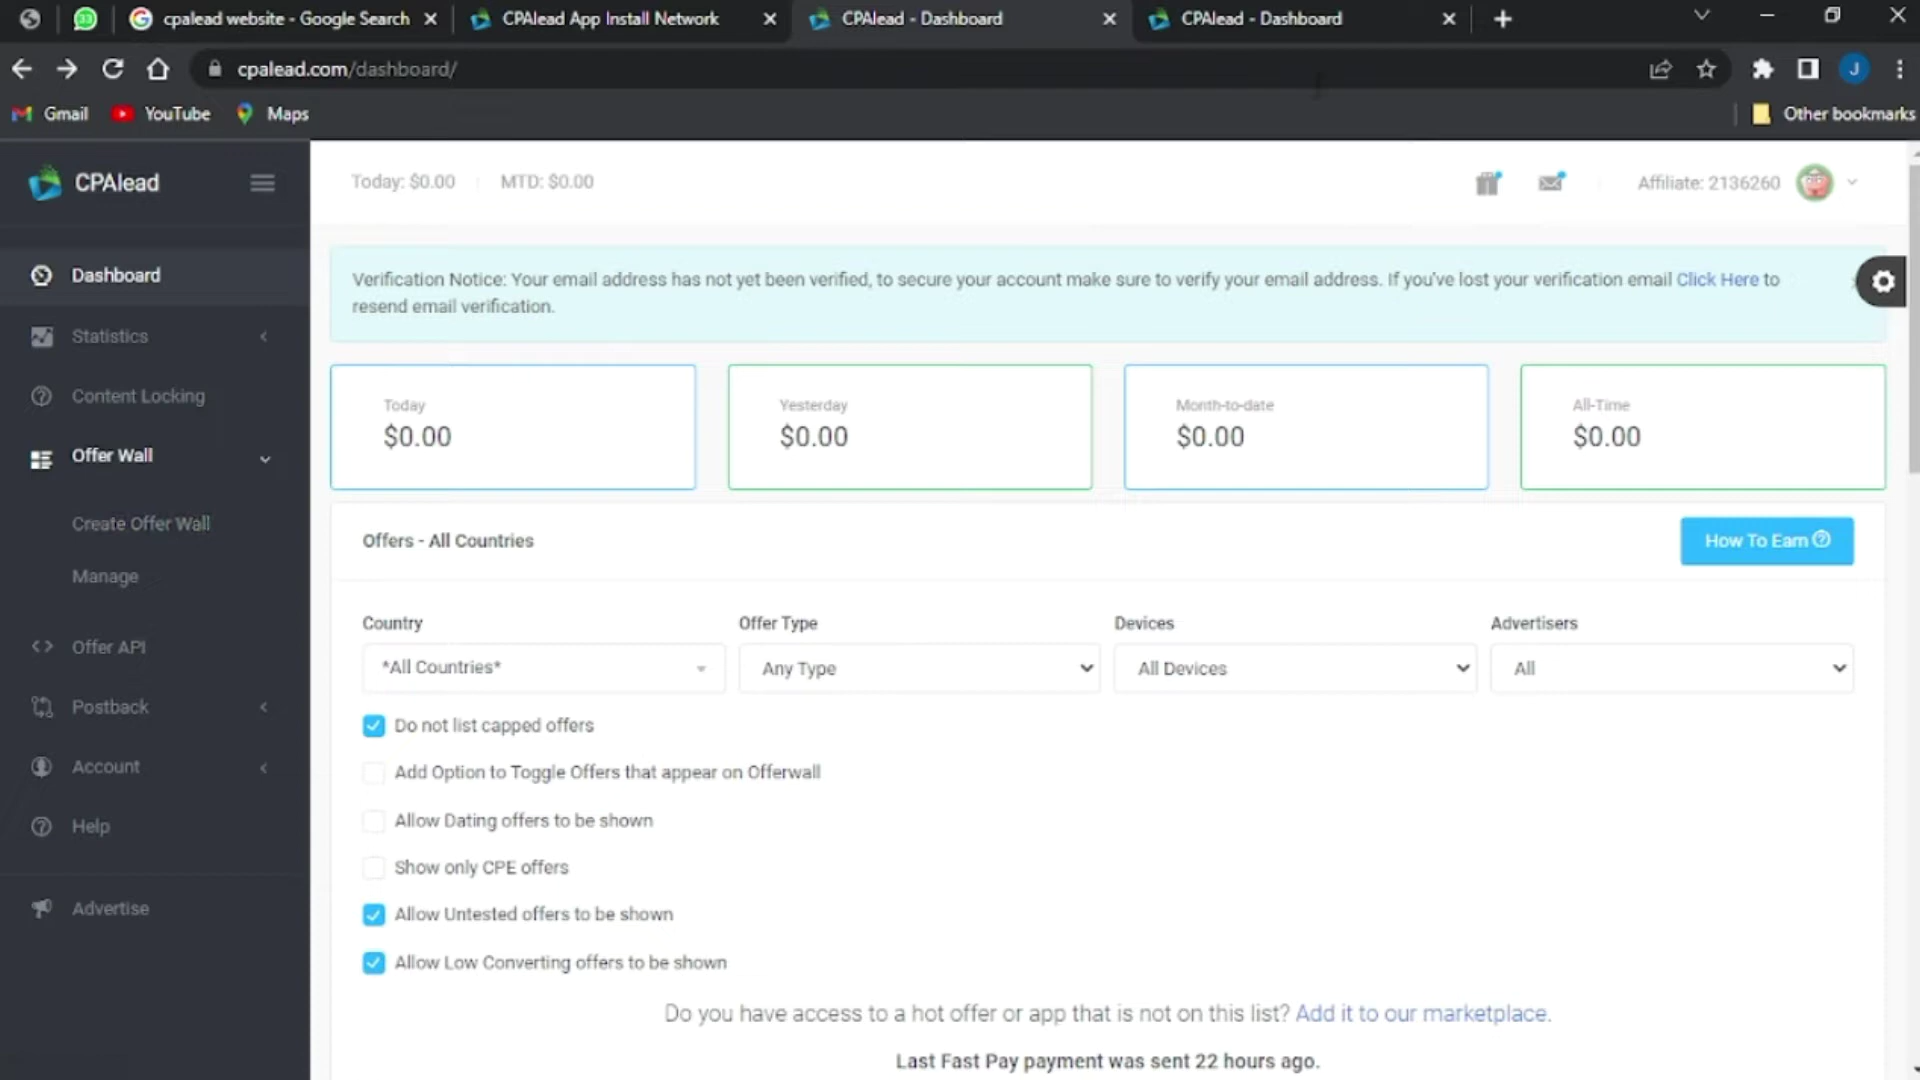 33
cpalead website - Google Search
CPAlead App Install Network
CPAlead - Dashboard
CPAlead - Dashboard
cpalead.com/dashboard/
J
Gmail
YouTube
Maps
Other bookmarks
CPAlead
Today: $0.00
MTD: $0.00
Affiliate: 2136260
Dashboard
Statistics
Content Locking
Offer Wall
Create Offer Wall
Manage
Offer API
Postback
Account
Help
Advertise
Verification Notice: Your email address has not yet been verified, to secure your account make sure to verify your email address. If you've lost your verification email Click Here to
resend email verification.
Today
$0.00
Yesterday
$0.00
Month-to-date
$0.00
All-Time
$0.00
Offers - All Countries
How To Earn
Country
Offer Type
Devices
Advertisers
*All Countries*
Any Type
All Devices
All
Do not list capped offers
Add Option to Toggle Offers that appear on Offerwall
Allow Dating offers to be shown
Show only CPE offers
Allow Untested offers to be shown
Allow Low Converting offers to be shown
Do you have access to a hot offer or app that is not on this list? Add it to our marketplace.
Last Fast Pay payment was sent 22 hours ago.